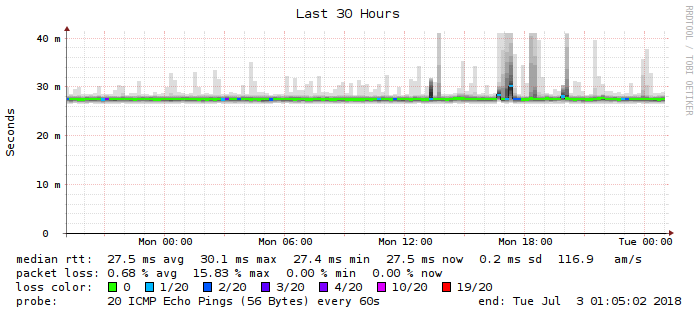 Last 30 Hours
RRDTOOL / TOBI OETIKER
Seconds
40 m
30 m
20 m
10 m
0
Mon 00:00 Mon 06:00 Mon 12:00 Mon 18:00 Tue 00:00
median rtt: 27.5 ms avg 30.1 ms max 27.4 ms min 27.5 ms now 0.2 ms sd 116.9 am/s
packet loss: 0.68 % avg 15.83 % max 0.00 % min 0.00 % now
loss color: 0 1/20 2/20 3/20 4/20 10/20 19/20
probe: 20 ICMP Echo Pings (56 Bytes) every 60s end: Tue Jul 3 01:05:02 2018